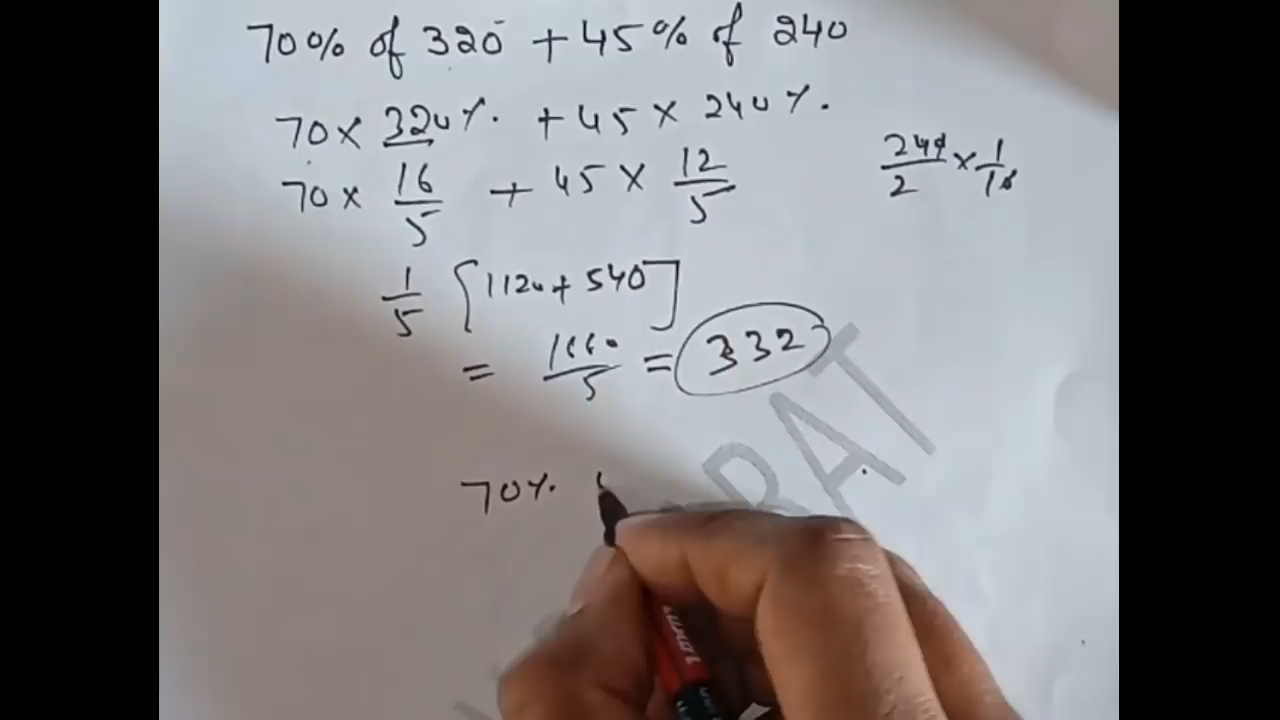 70% of 320 + 45% of 240
70 × 320% + 45 × 240%.
70 × 16/5 + 45 × 12/5
240/2 × 1/10
1/5 [1120 + 540]
= 1660/5 = 332
70%
RAT